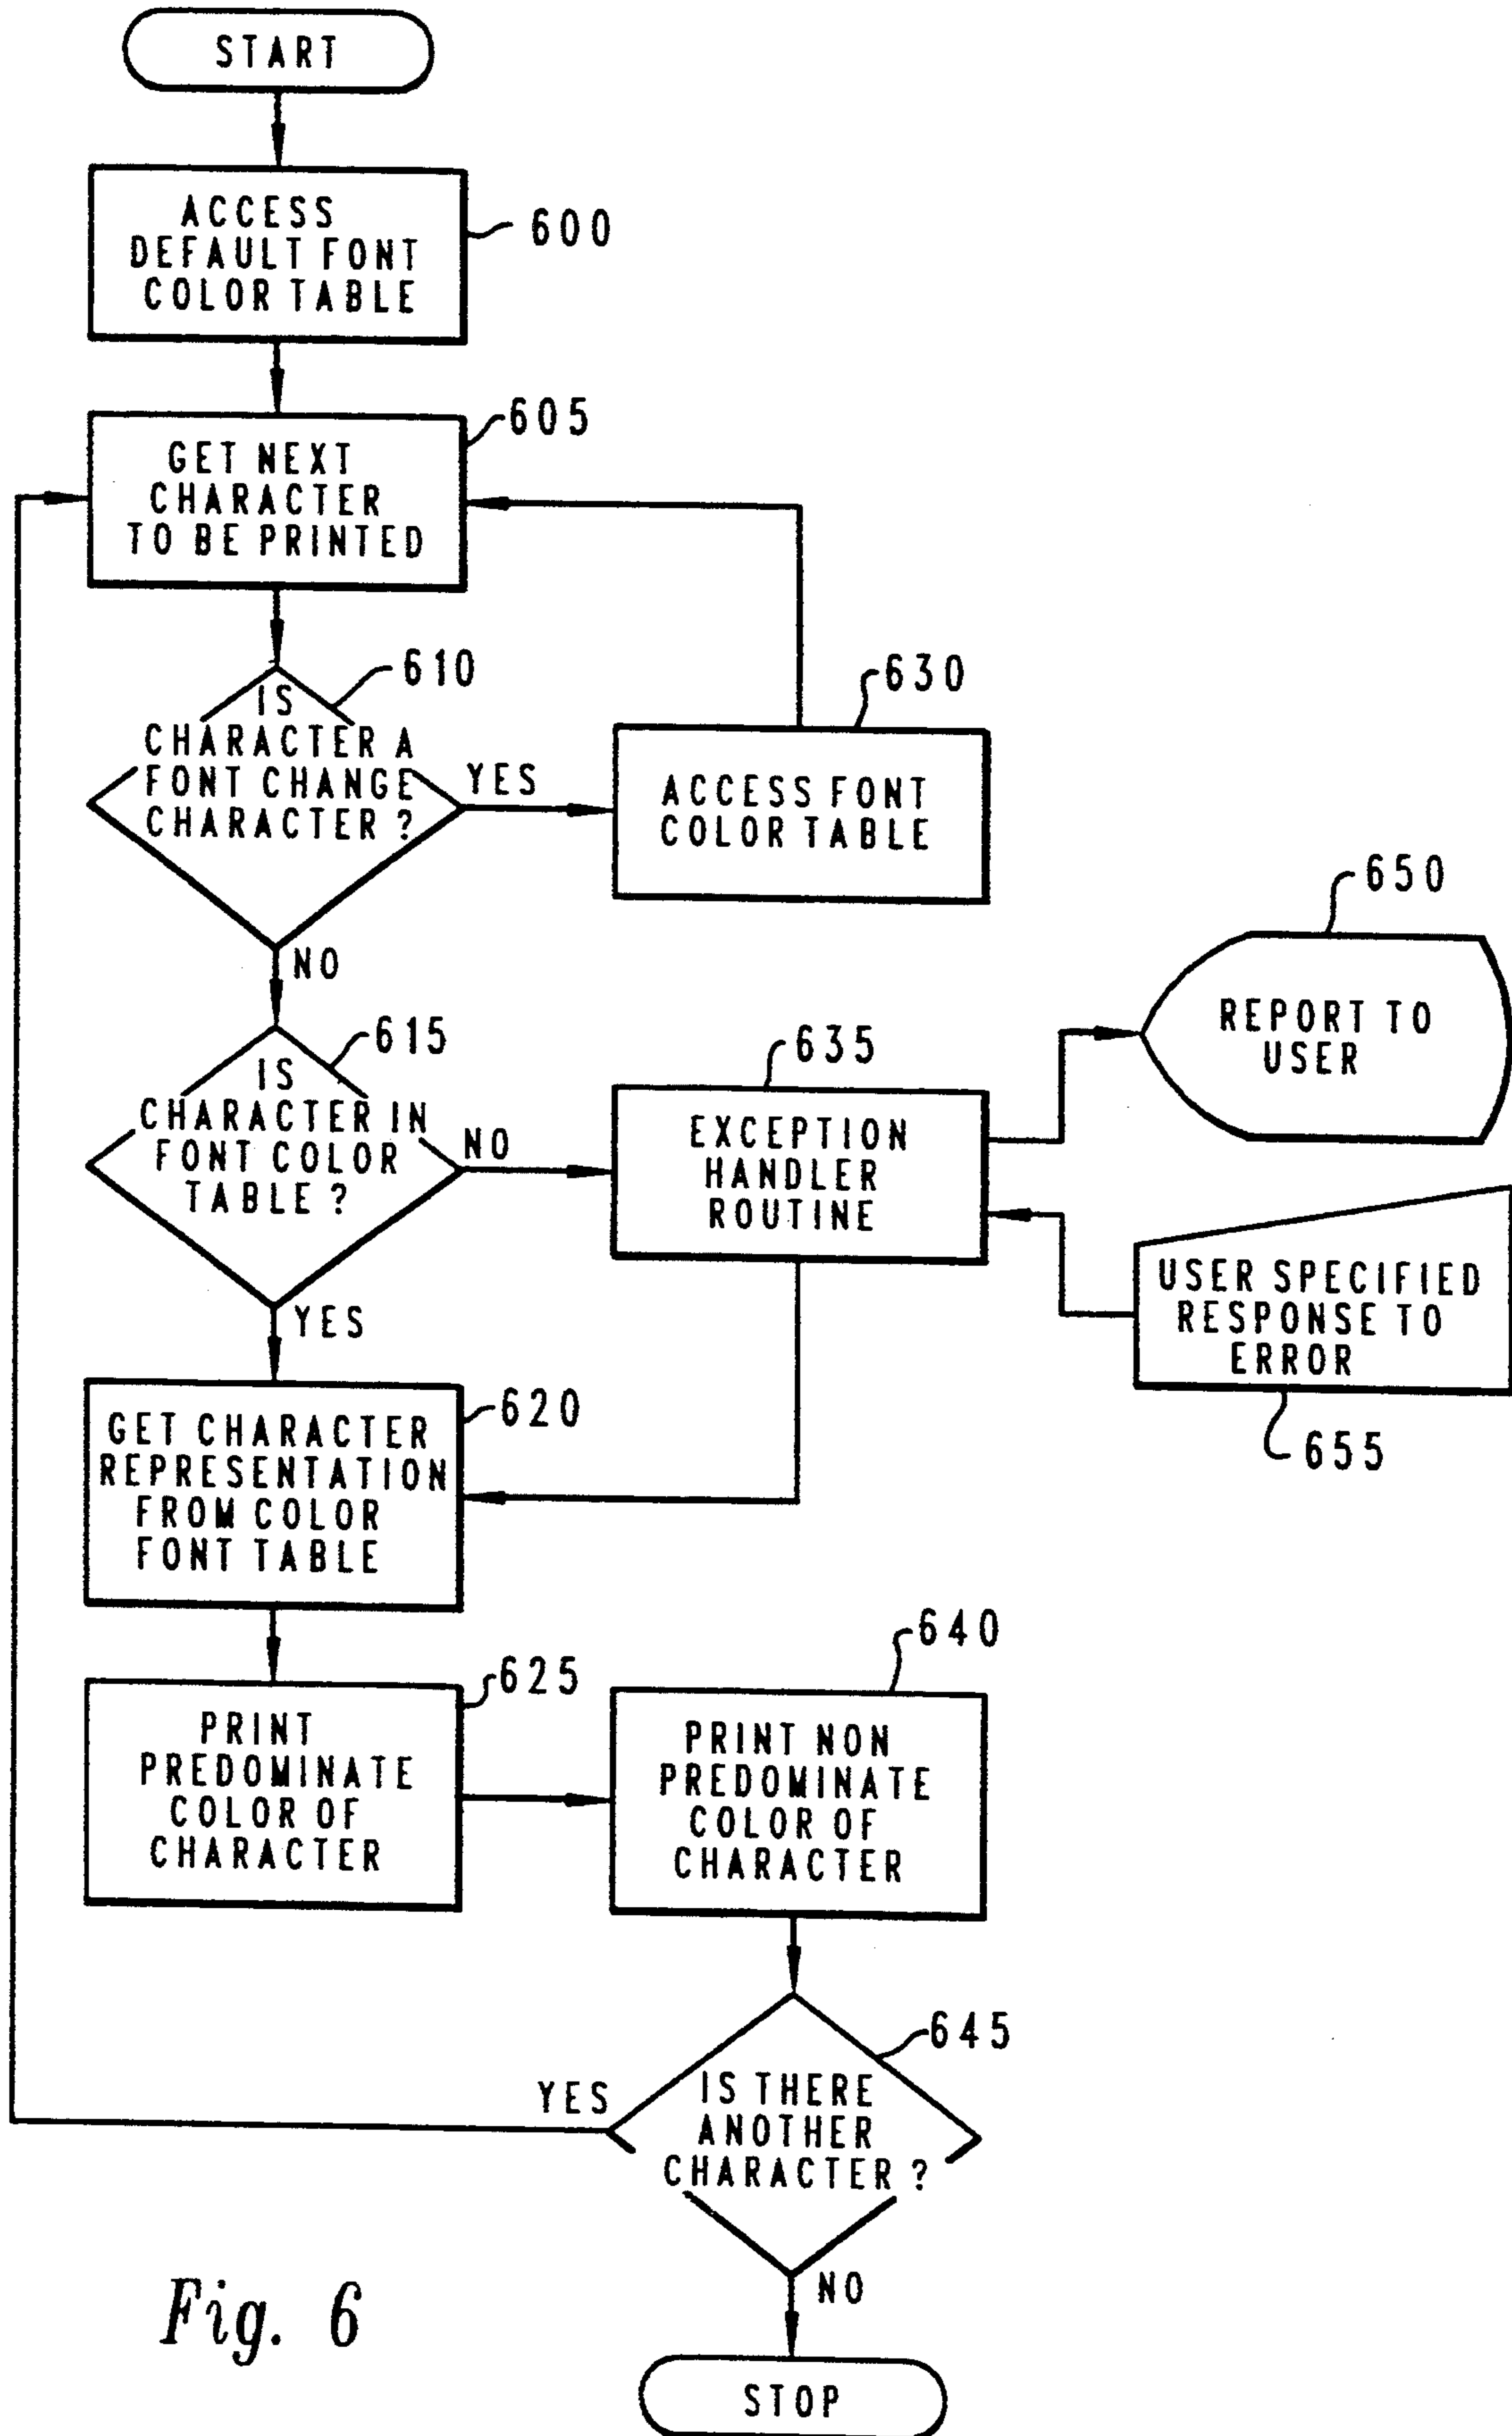 START
ACCESS
DEFAULT FONT
COLOR TABLE
600
GET NEXT
CHARACTER
TO BE PRINTED
605
IS
CHARACTER A
FONT CHANGE
CHARACTER ?
610
YES
ACCESS FONT
COLOR TABLE
630
NO
IS
CHARACTER IN
FONT COLOR
TABLE ?
615
NO
EXCEPTION
HANDLER
ROUTINE
635
REPORT TO
USER
650
USER SPECIFIED
RESPONSE TO
ERROR
655
YES
GET CHARACTER
REPRESENTATION
FROM COLOR
FONT TABLE
620
PRINT
PREDOMINATE
COLOR OF
CHARACTER
625
PRINT NON
PREDOMINATE
COLOR OF
CHARACTER
640
IS THERE
ANOTHER
CHARACTER ?
645
YES
NO
STOP
Fig. 6